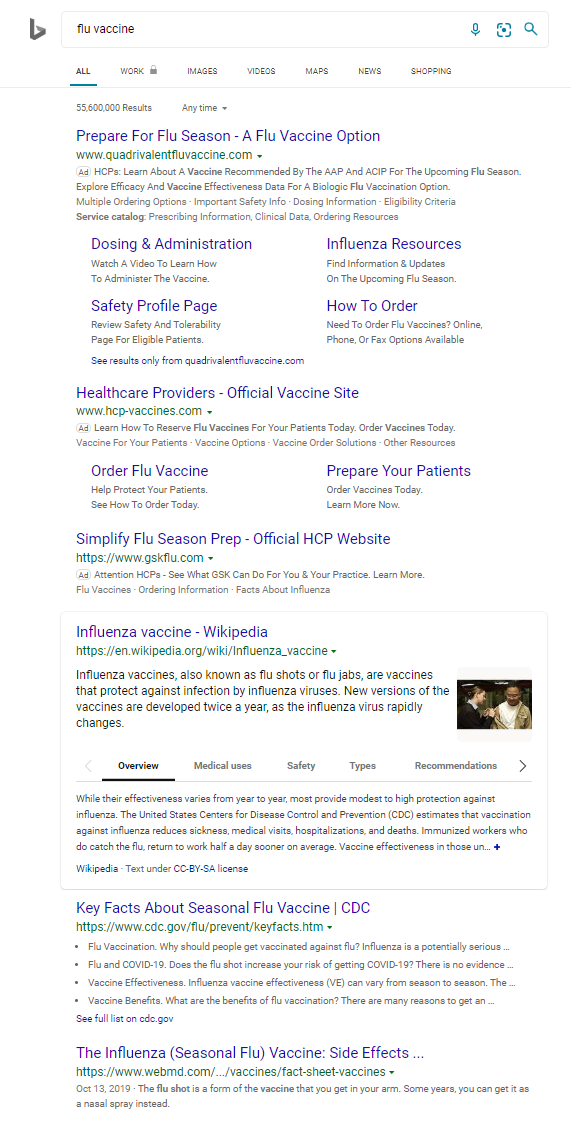 flu vaccine
ALL WORK IMAGES VIDEOS MAPS NEWS SHOPPING
55,600,000 Results Any time
Prepare For Flu Season - A Flu Vaccine Option
www.quadrivalentfluvaccine.com
Ad HCPs: Learn About A Vaccine Recommended By The AAP And ACIP For The Upcoming Flu Season.
Explore Efficacy And Vaccine Effectiveness Data For A Biologic Flu Vaccination Option.
Multiple Ordering Options · Important Safety Info · Dosing Information · Eligibility Criteria
Service catalog: Prescribing Information, Clinical Data, Ordering Resources
Dosing & Administration
Watch A Video To Learn How
To Administer The Vaccine.
Influenza Resources
Find Information & Updates
On The Upcoming Flu Season.
Safety Profile Page
Review Safety And Tolerability
Page For Eligible Patients.
How To Order
Need To Order Flu Vaccines? Online,
Phone, Or Fax Options Available
See results only from quadrivalentfluvaccine.com
Healthcare Providers - Official Vaccine Site
www.hcp-vaccines.com
Ad Learn How To Reserve Flu Vaccines For Your Patients Today. Order Vaccines Today.
Vaccine For Your Patients · Vaccine Options · Vaccine Order Solutions · Other Resources
Order Flu Vaccine
Help Protect Your Patients.
See How To Order Today.
Prepare Your Patients
Order Vaccines Today.
Learn More Now.
Simplify Flu Season Prep - Official HCP Website
https://www.gskflu.com
Ad Attention HCPs - See What GSK Can Do For You & Your Practice. Learn More.
Flu Vaccines · Ordering Information · Facts About Influenza
Influenza vaccine - Wikipedia
https://en.wikipedia.org/wiki/Influenza_vaccine
Influenza vaccines, also known as flu shots or flu jabs, are vaccines
that protect against infection by influenza viruses. New versions of the
vaccines are developed twice a year, as the influenza virus rapidly
changes.
Overview Medical uses Safety Types Recommendations
While their effectiveness varies from year to year, most provide modest to high protection against
influenza. The United States Centers for Disease Control and Prevention (CDC) estimates that vaccination
against influenza reduces sickness, medical visits, hospitalizations, and deaths. Immunized workers who
do catch the flu, return to work half a day sooner on average. Vaccine effectiveness in those un... +
Wikipedia · Text under CC-BY-SA license
Key Facts About Seasonal Flu Vaccine | CDC
https://www.cdc.gov/flu/prevent/keyfacts.htm
• Flu Vaccination. Why should people get vaccinated against flu? Influenza is a potentially serious ...
• Flu and COVID-19. Does the flu shot increase your risk of getting COVID-19? There is no evidence ...
• Vaccine Effectiveness. Influenza vaccine effectiveness (VE) can vary from season to season. The ...
• Vaccine Benefits. What are the benefits of flu vaccination? There are many reasons to get an ...
See full list on cdc.gov
The Influenza (Seasonal Flu) Vaccine: Side Effects ...
https://www.webmd.com/.../vaccines/fact-sheet-vaccines
Oct 13, 2019 · The flu shot is a form of the vaccine that you get in your arm. Some years, you can get it as
a nasal spray instead.